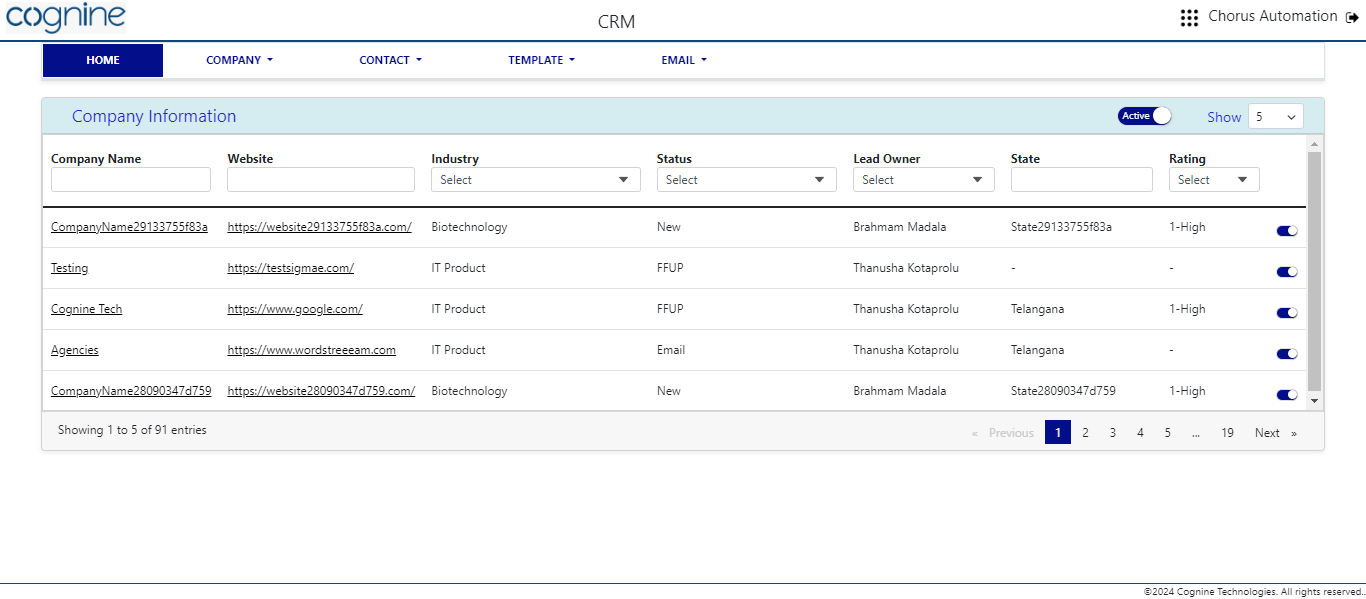 cognine
CRM
Chorus Automation
HOME COMPANY CONTACT TEMPLATE EMAIL
Company Information Active Show 5
Company Name Website Industry Status Lead Owner State Rating
Select Select Select Select
CompanyName29133755f83a https://website29133755f83a.com/ Biotechnology New Brahmam Madala State29133755f83a 1-High
Testing https://testsigmae.com/ IT Product FFUP Thanusha Kotaprolu - -
Cognine Tech https://www.google.com/ IT Product FFUP Thanusha Kotaprolu Telangana 1-High
Agencies https://www.wordstreeeam.com IT Product Email Thanusha Kotaprolu Telangana -
CompanyName28090347d759 https://website28090347d759.com/ Biotechnology New Brahmam Madala State28090347d759 1-High
Showing 1 to 5 of 91 entries « Previous 1 2 3 4 5 ... 19 Next »
©2024 Cognine Technologies. All rights reserved..